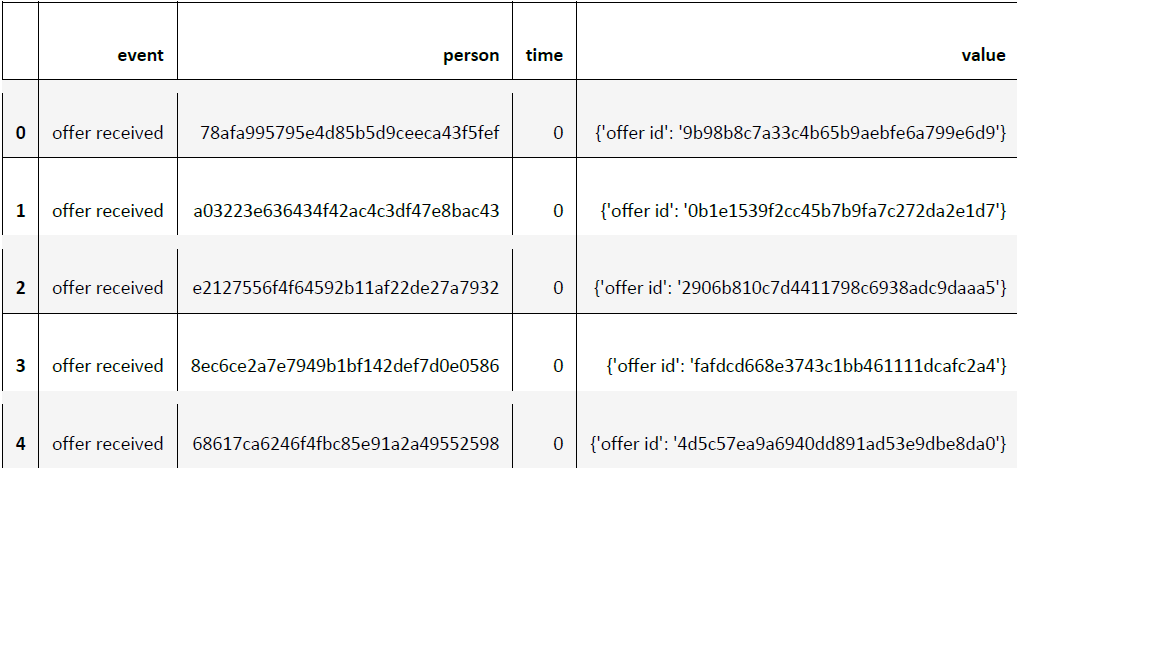 event person time value
0 offer received 78afa995795e4d85b5d9ceeca43f5fef 0 {'offer id': '9b98b8c7a33c4b65b9aebfe6a799e6d9'}
1 offer received a03223e636434f42ac4c3df47e8bac43 0 {'offer id': '0b1e1539f2cc45b7b9fa7c272da2e1d7'}
2 offer received e2127556f4f64592b11af22de27a7932 0 {'offer id': '2906b810c7d4411798c6938adc9daaa5'}
3 offer received 8ec6ce2a7e7949b1bf142def7d0e0586 0 {'offer id': 'fafdcd668e3743c1bb461111dcafc2a4'}
4 offer received 68617ca6246f4fbc85e91a2a49552598 0 {'offer id': '4d5c57ea9a6940dd891ad53e9dbe8da0'}